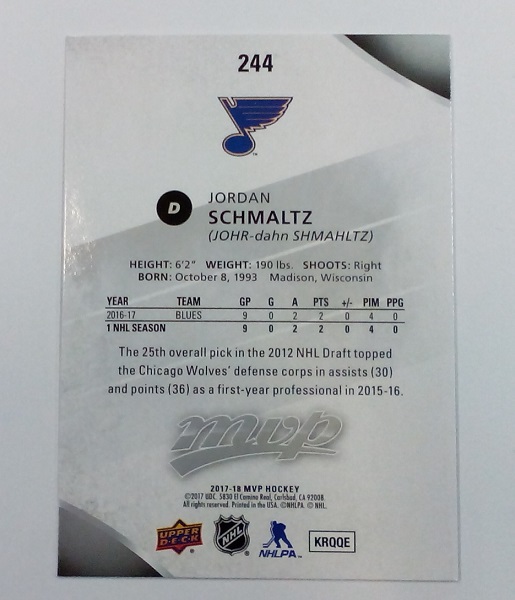 244
TM
D
JORDAN
SCHMALTZ
(JOHR-dahn SHMAHLTZ)
HEIGHT: 6'2" WEIGHT: 190 lbs. SHOOTS: Right
BORN: October 8, 1993 Madison, Wisconsin
YEAR TEAM GP G A PTS +/- PIM PPG
2016-17 BLUES 9 0 2 2 0 4 0
1 NHL SEASON 9 0 2 2 0 4 0
The 25th overall pick in the 2012 NHL Draft topped
the Chicago Wolves' defense corps in assists (30)
and points (36) as a first-year professional in 2015-16.
mvp
2017-18 MVP HOCKEY
©2017 UDC. 5830 El Camino Real, Carlsbad, CA 92008.
All rights reserved. Printed in the USA. ©NHLPA. © NHL.
UPPER
DECK
NHL
NHLPA
KRQQE